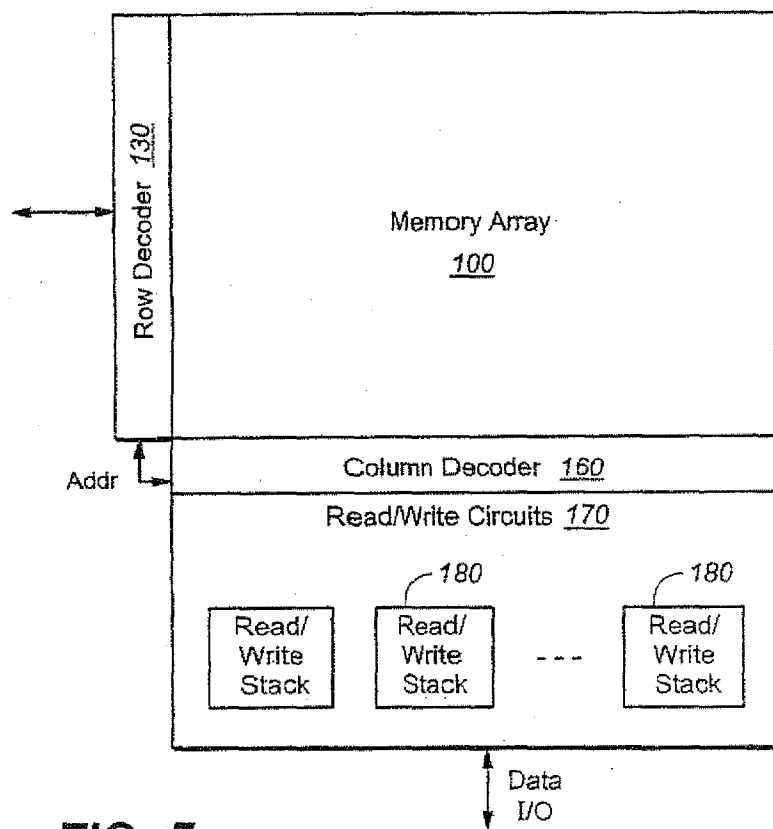 Row Decoder 130
Memory Array
100
Addr
Column Decoder 160
Read/Write Circuits 170
180
180
Read/
Write
Stack
Read/
Write
Stack
- - -
Read/
Write
Stack
Data
I/O